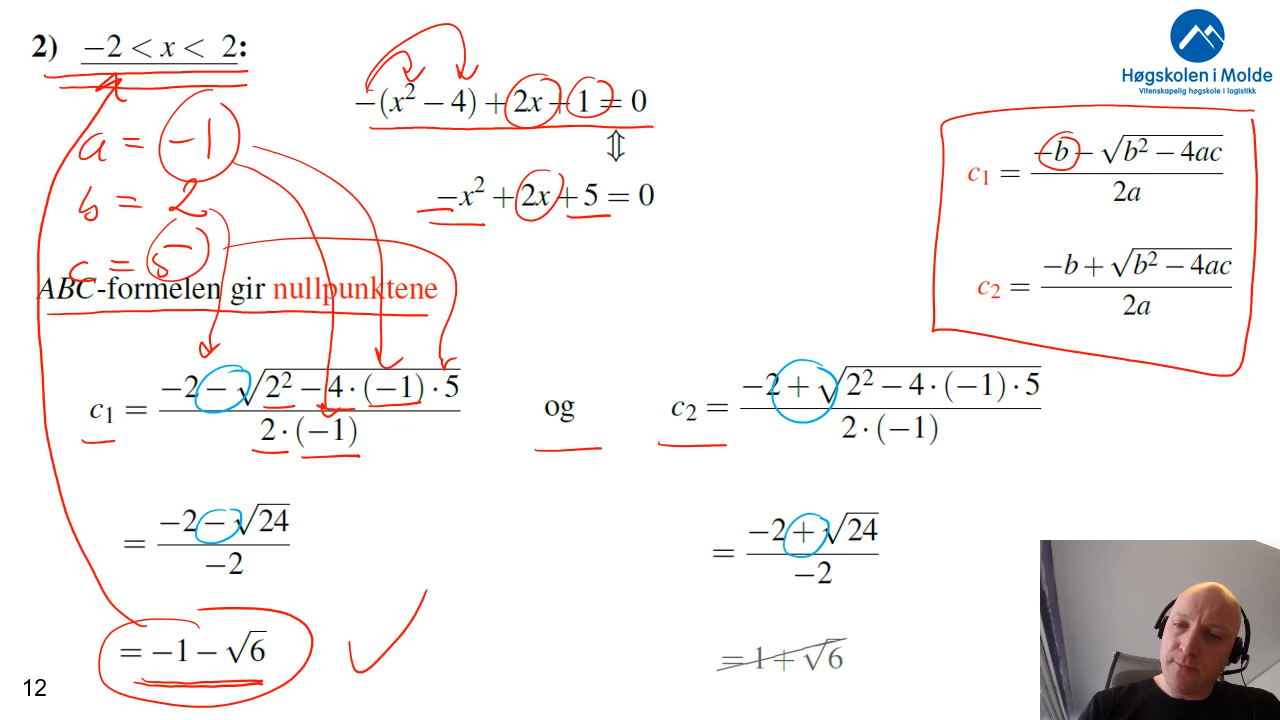 2) −2 < x < 2:
−(x² − 4) + 2x + 1 = 0
⇕
−x² + 2x + 5 = 0
a = −1
b = 2
c = 5
ABC-formelen gir nullpunktene
Høgskolen i Molde
Vitenskapelig høgskole i logistikk
c₁ = (−b − √(b² − 4ac)) / 2a
c₂ = (−b + √(b² − 4ac)) / 2a
c₁ = (−2 − √(2² − 4 · (−1) · 5)) / (2 · (−1)) og c₂ = (−2 + √(2² − 4 · (−1) · 5)) / (2 · (−1))
= (−2 − √24) / −2 = (−2 + √24) / −2
= −1 − √6 = 1 + √6
12